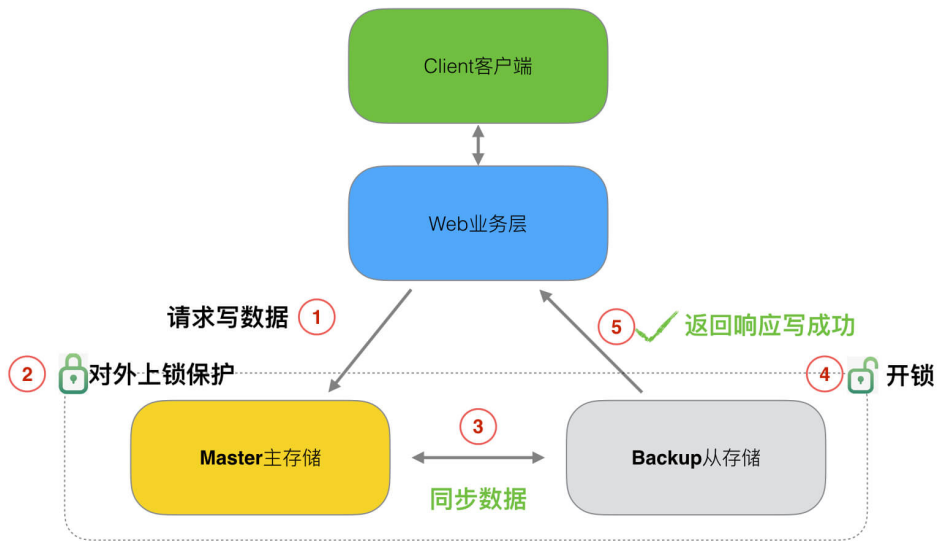 Client客户端
Web业务层
请求写数据 1
5 返回响应写成功
2 对外上锁保护
4 开锁
3
Master主存储
Backup从存储
同步数据